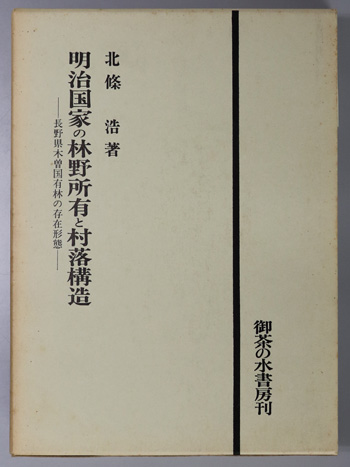 北條 浩著
明治国家の林野所有と村落構造
――長野県木曽国有林の存在形態――
御茶の水書房刊